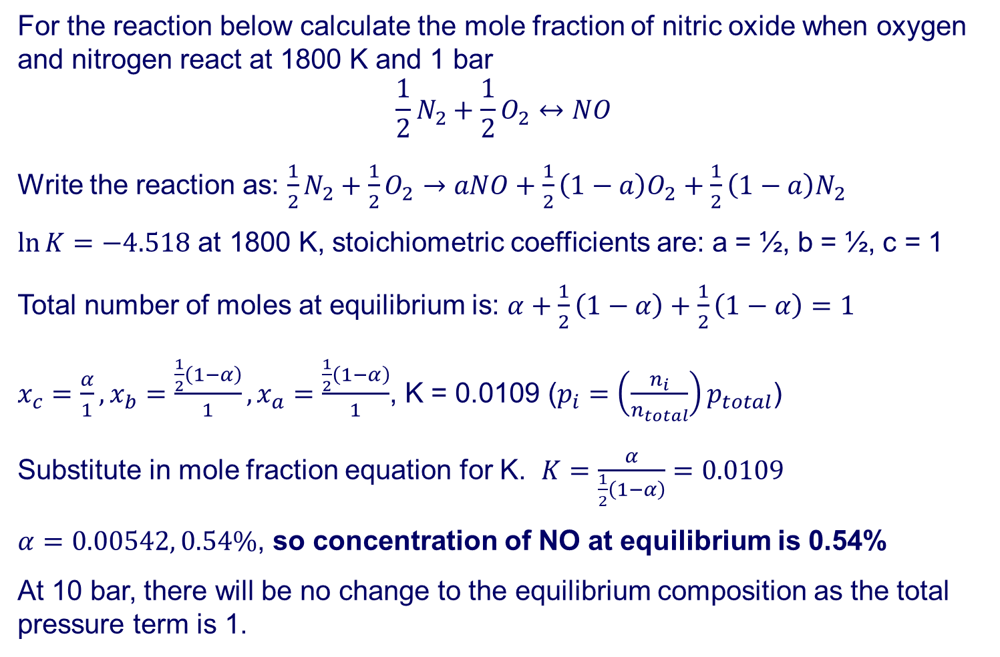 For the reaction below calculate the mole fraction of nitric oxide when oxygen
and nitrogen react at 1800 K and 1 bar
$\frac{1}{2}N_2 + \frac{1}{2}O_2 \leftrightarrow NO$
Write the reaction as: $\frac{1}{2}N_2 + \frac{1}{2}O_2 \rightarrow aNO + \frac{1}{2}(1-a)O_2 + \frac{1}{2}(1-a)N_2$
$\ln K = -4.518$ at 1800 K, stoichiometric coefficients are: a = ½, b = ½, c = 1
Total number of moles at equilibrium is: $\alpha + \frac{1}{2}(1-\alpha) + \frac{1}{2}(1-\alpha) = 1$
$x_c = \frac{\alpha}{1}, x_b = \frac{\frac{1}{2}(1-\alpha)}{1}, x_a = \frac{\frac{1}{2}(1-\alpha)}{1}$, K = 0.0109 ($p_i = \left(\frac{n_i}{n_{total}}\right)p_{total}$)
Substitute in mole fraction equation for K. $K = \frac{\alpha}{\frac{1}{2}(1-\alpha)} = 0.0109$
$\alpha = 0.00542, 0.54\%$, so concentration of NO at equilibrium is 0.54%
At 10 bar, there will be no change to the equilibrium composition as the total
pressure term is 1.